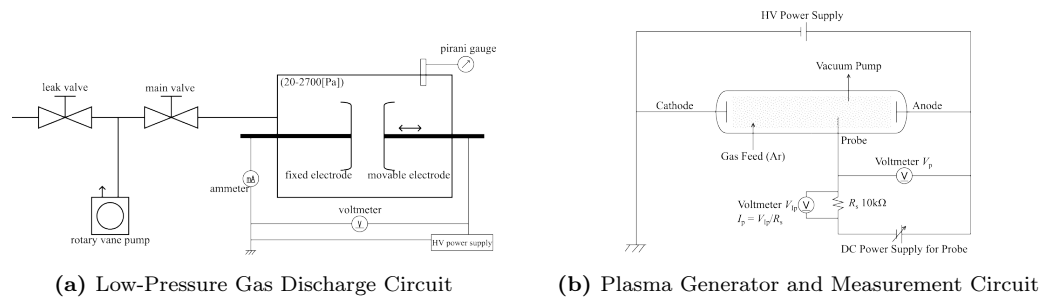 pirani gauge
(20-2700[Pa])
leak valve
main valve
mA
ammeter
fixed electrode
movable electrode
voltmeter
V
rotary vane pump
HV power supply
(a) Low-Pressure Gas Discharge Circuit
HV Power Supply
Vacuum Pump
Cathode
Anode
Probe
Gas Feed (Ar)
Voltmeter Vp
V
Voltmeter VIp
V
Rs 10kΩ
Ip = VIp/Rs
DC Power Supply for Probe
(b) Plasma Generator and Measurement Circuit